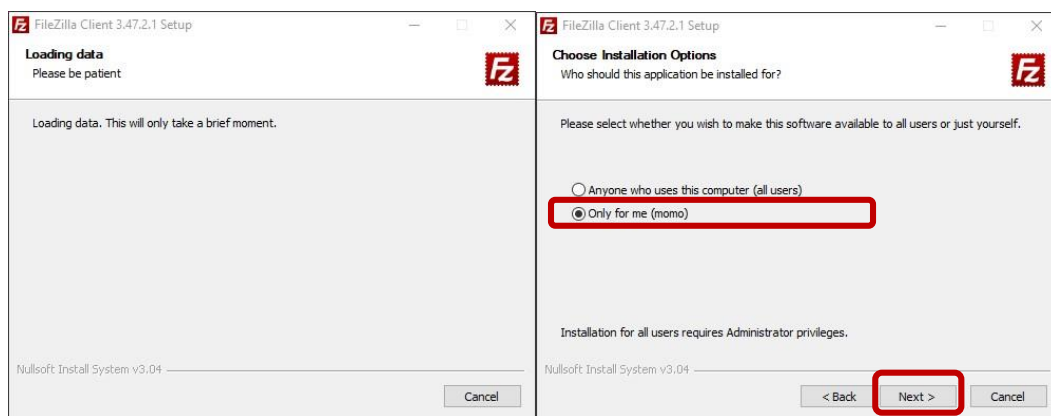 FileZilla Client 3.47.2.1 Setup
Loading data
Please be patient
Fz
Loading data. This will only take a brief moment.
Nullsoft Install System v3.04
Cancel
FileZilla Client 3.47.2.1 Setup
Choose Installation Options
Who should this application be installed for?
Fz
Please select whether you wish to make this software available to all users or just yourself.
Anyone who uses this computer (all users)
Only for me (momo)
Installation for all users requires Administrator privileges.
Nullsoft Install System v3.04
< Back
Next >
Cancel